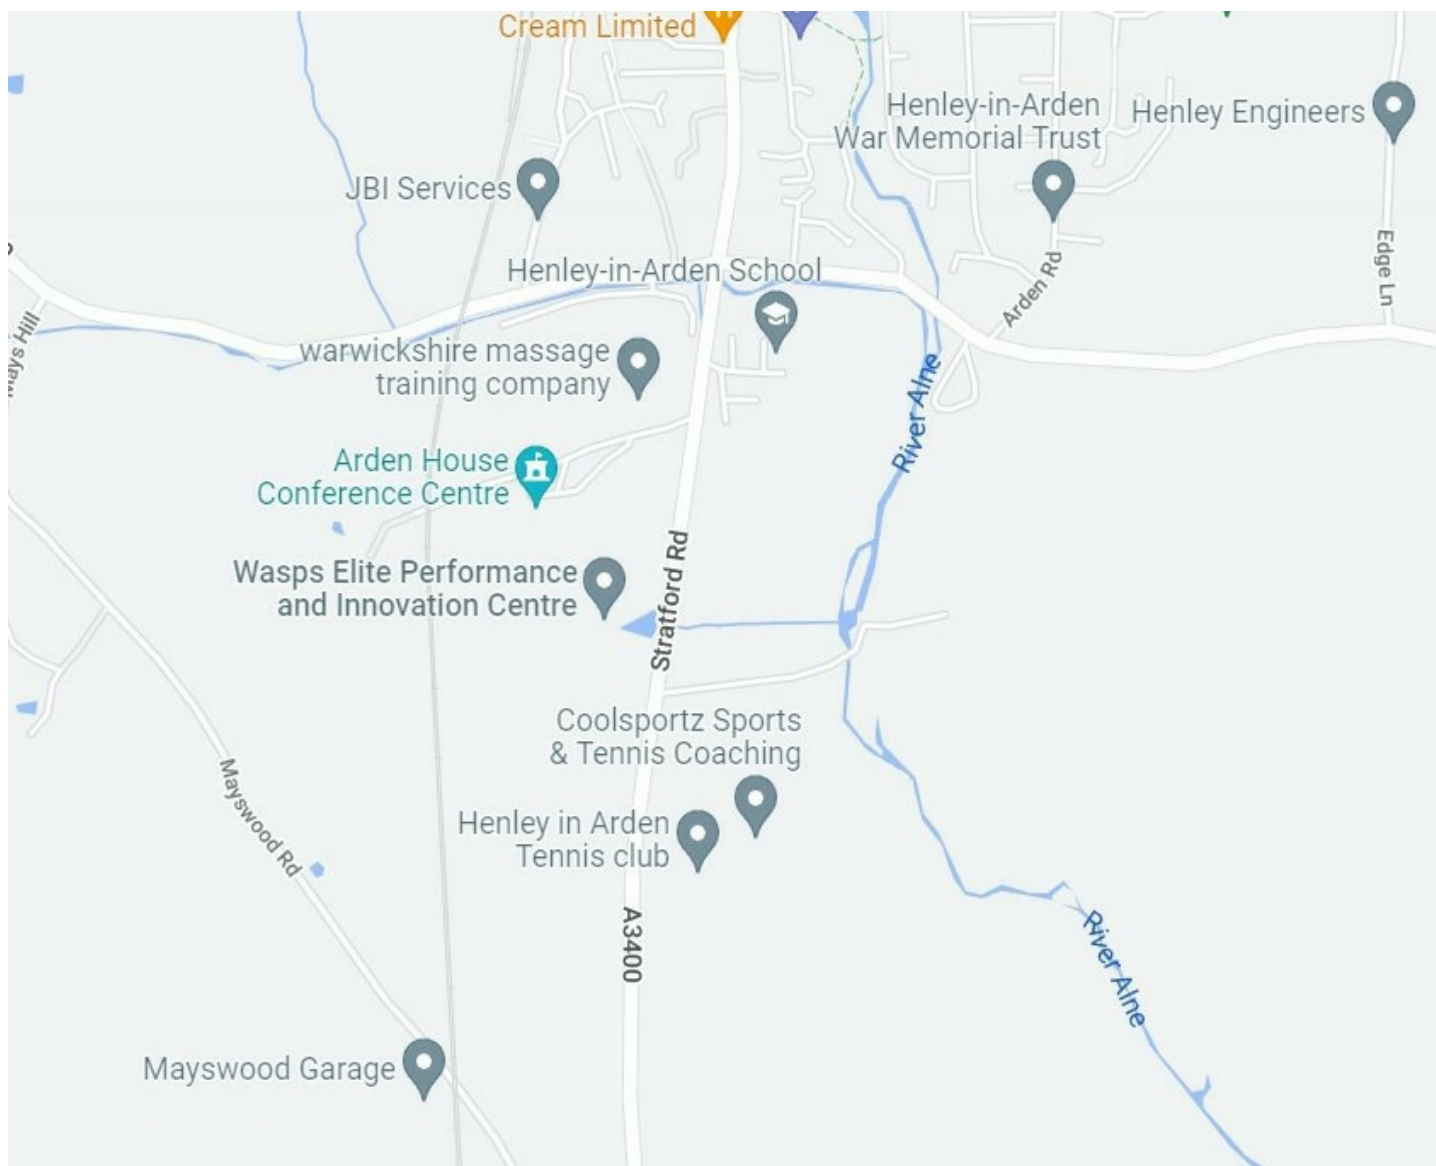 Cream Limited
Henley-in-Arden
War Memorial Trust
Henley Engineers
JBI Services
Edge Ln
Henley-in-Arden School
Arden Rd
warwickshire massage
training company
River Alne
Arden House
Conference Centre
Wasps Elite Performance
and Innovation Centre
Stratford Rd
Coolsportz Sports
& Tennis Coaching
Mayswood Rd
Henley in Arden
Tennis club
A3400
River Alne
Mayswood Garage